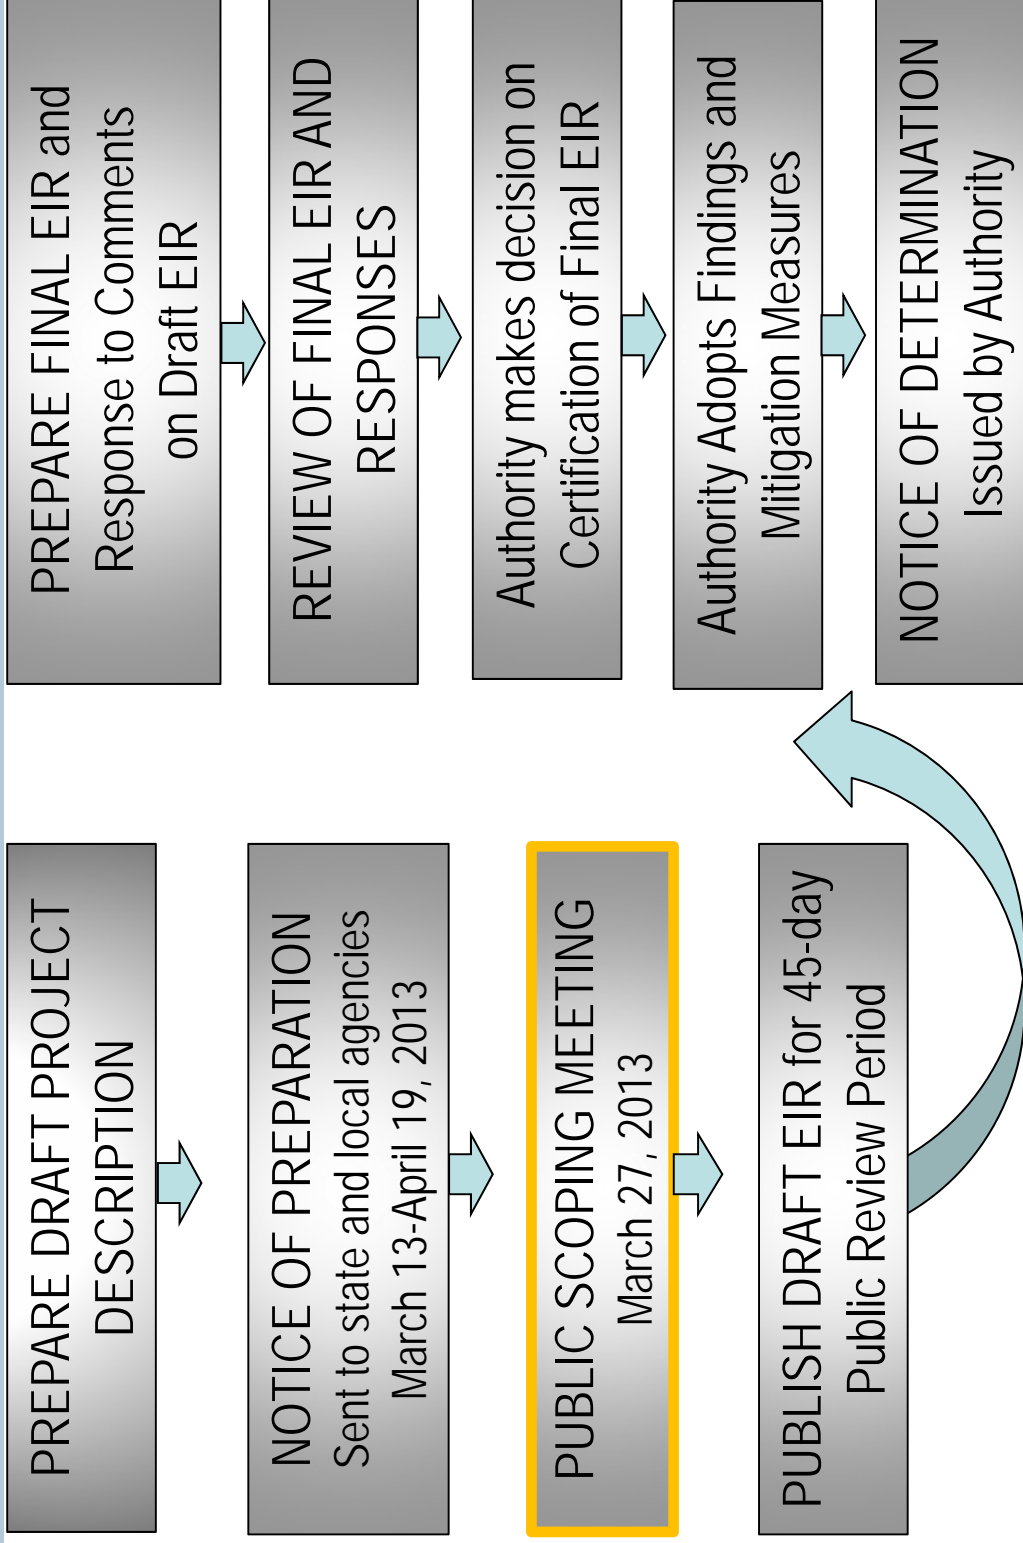 PREPARE DRAFT PROJECT
DESCRIPTION
NOTICE OF PREPARATION
Sent to state and local agencies
March 13-April 19, 2013
PUBLIC SCOPING MEETING
March 27, 2013
PUBLISH DRAFT EIR for 45-day
Public Review Period
PREPARE FINAL EIR and
Response to Comments
on Draft EIR
REVIEW OF FINAL EIR AND
RESPONSES
Authority makes decision on
Certification of Final EIR
Authority Adopts Findings and
Mitigation Measures
NOTICE OF DETERMINATION
Issued by Authority